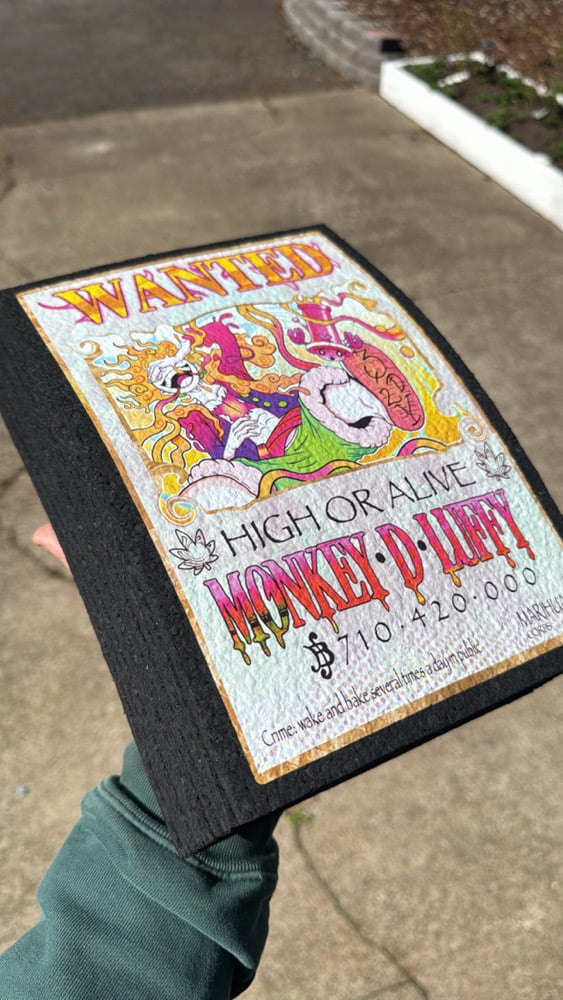 WANTED
HIGH OR ALIVE
MONKEY·D·LUFFY
710·420·000
Crime: wake and bake several times a day in public